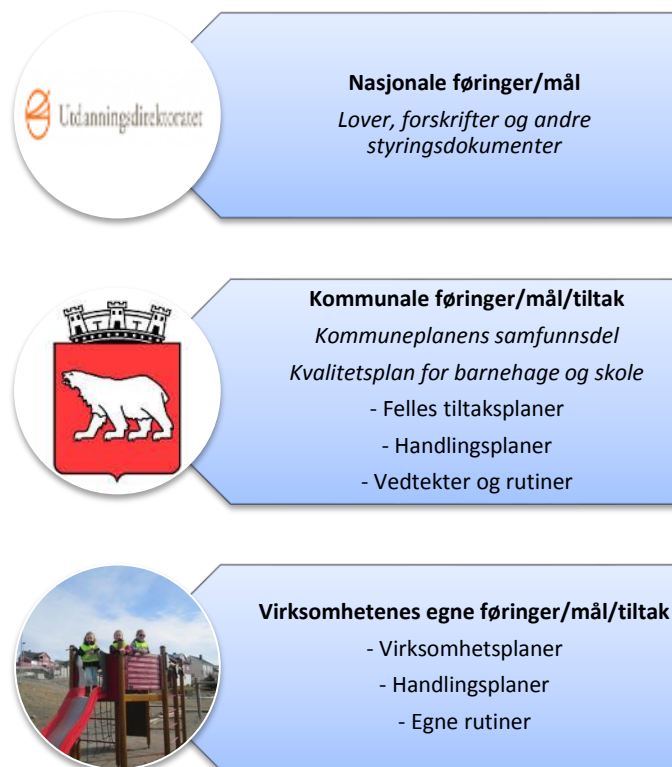 Utdanningsdirektoratet
Nasjonale føringer/mål
Lover, forskrifter og andre
styringsdokumenter
Kommunale føringer/mål/tiltak
Kommuneplanens samfunnsdel
Kvalitetsplan for barnehage og skole
- Felles tiltaksplaner
- Handlingsplaner
- Vedtekter og rutiner
Virksomhetenes egne føringer/mål/tiltak
- Virksomhetsplaner
- Handlingsplaner
- Egne rutiner